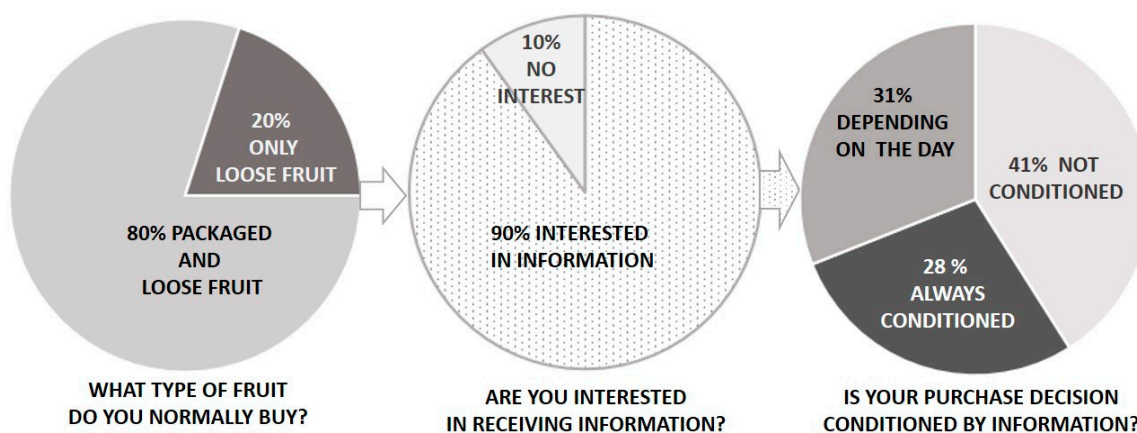 20%
ONLY
LOOSE FRUIT
80% PACKAGED
AND
LOOSE FRUIT
WHAT TYPE OF FRUIT
DO YOU NORMALLY BUY?
10%
NO
INTEREST
90% INTERESTED
IN INFORMATION
ARE YOU INTERESTED
IN RECEIVING INFORMATION?
31%
DEPENDING
ON THE DAY
41% NOT
CONDITIONED
28 %
ALWAYS
CONDITIONED
IS YOUR PURCHASE DECISION
CONDITIONED BY INFORMATION?